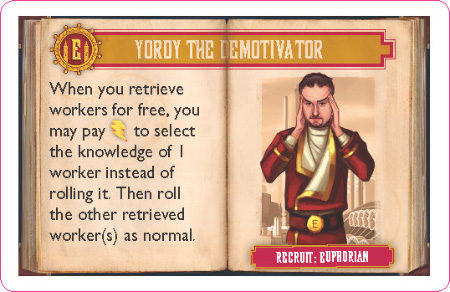 E
YORDY THE DEMOTIVATOR
When you retrieve
workers for free, you
may pay to select
the knowledge of 1
worker instead of
rolling it. Then roll
the other retrieved
worker(s) as normal.
E
RECRUIT: EUPHORIAN